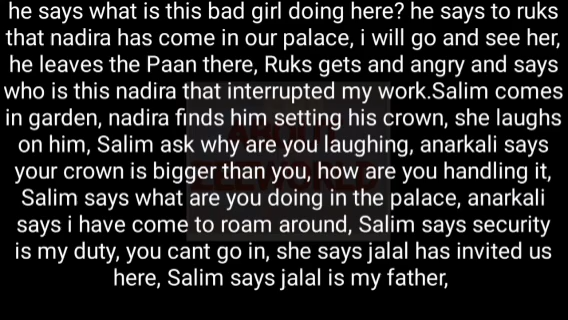 he says what is this bad girl doing here? he says to ruks
that nadira has come in our palace, i will go and see her,
he leaves the Paan there, Ruks gets and angry and says
who is this nadira that interrupted my work.Salim comes
in garden, nadira finds him setting his crown, she laughs
on him, Salim ask why are you laughing, anarkali says
your crown is bigger than you, how are you handling it,
Salim says what are you doing in the palace, anarkali
says i have come to roam around, Salim says security
is my duty, you cant go in, she says jalal has invited us
here, Salim says jalal is my father,